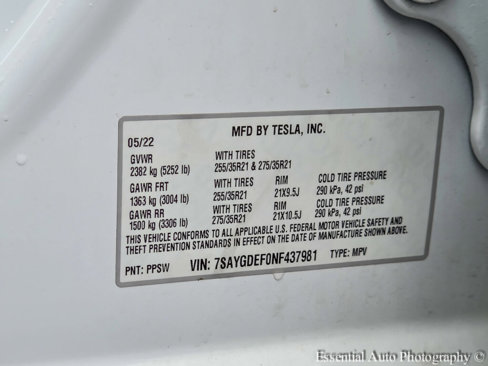 MFD BY TESLA, INC.
05/22
GVWR WITH TIRES
2382 kg (5252 lb) 255/35R21 & 275/35R21
GAWR FRT WITH TIRES RIM COLD TIRE PRESSURE
1363 kg (3004 lb) 255/35R21 21X9.5J 290 kPa, 42 psi
GAWR RR WITH TIRES RIM COLD TIRE PRESSURE
1500 kg (3306 lb) 275/35R21 21X10.5J 290 kPa, 42 psi
THIS VEHICLE CONFORMS TO ALL APPLICABLE U.S. FEDERAL MOTOR VEHICLE SAFETY AND
THEFT PREVENTION STANDARDS IN EFFECT ON THE DATE OF MANUFACTURE SHOWN ABOVE.
PNT: PPSW VIN: 7SAYGDEF0NF437981 TYPE: MPV
Essential Auto Photography ©